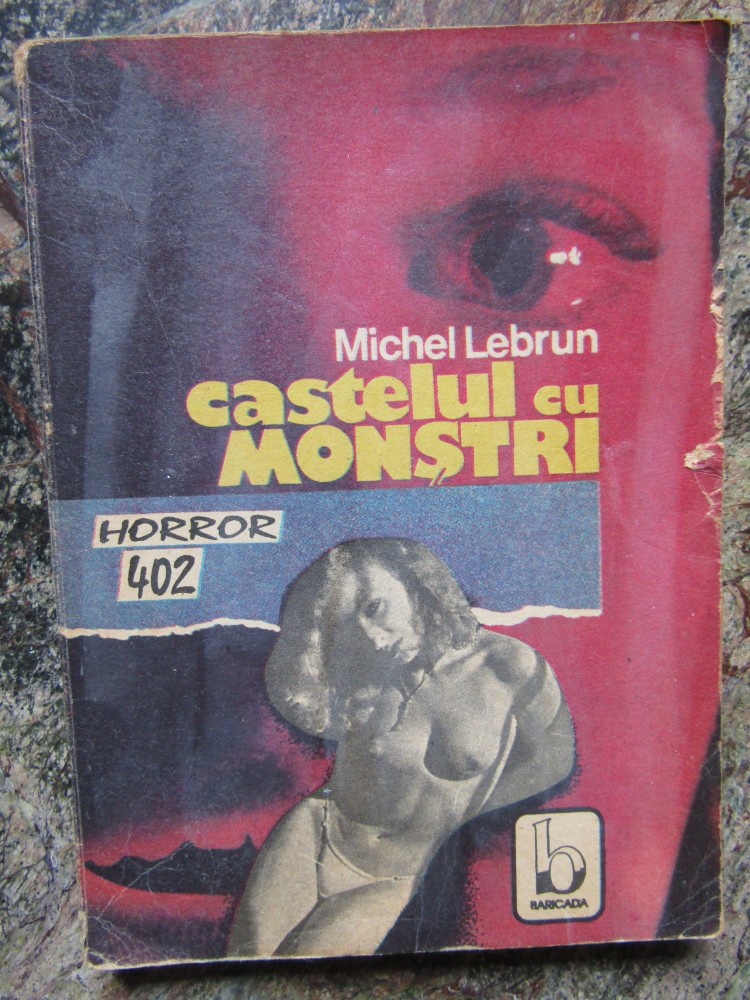 Michel Lebrun
castelul cu
MONȘTRI
HORROR
402
b
BARICADA